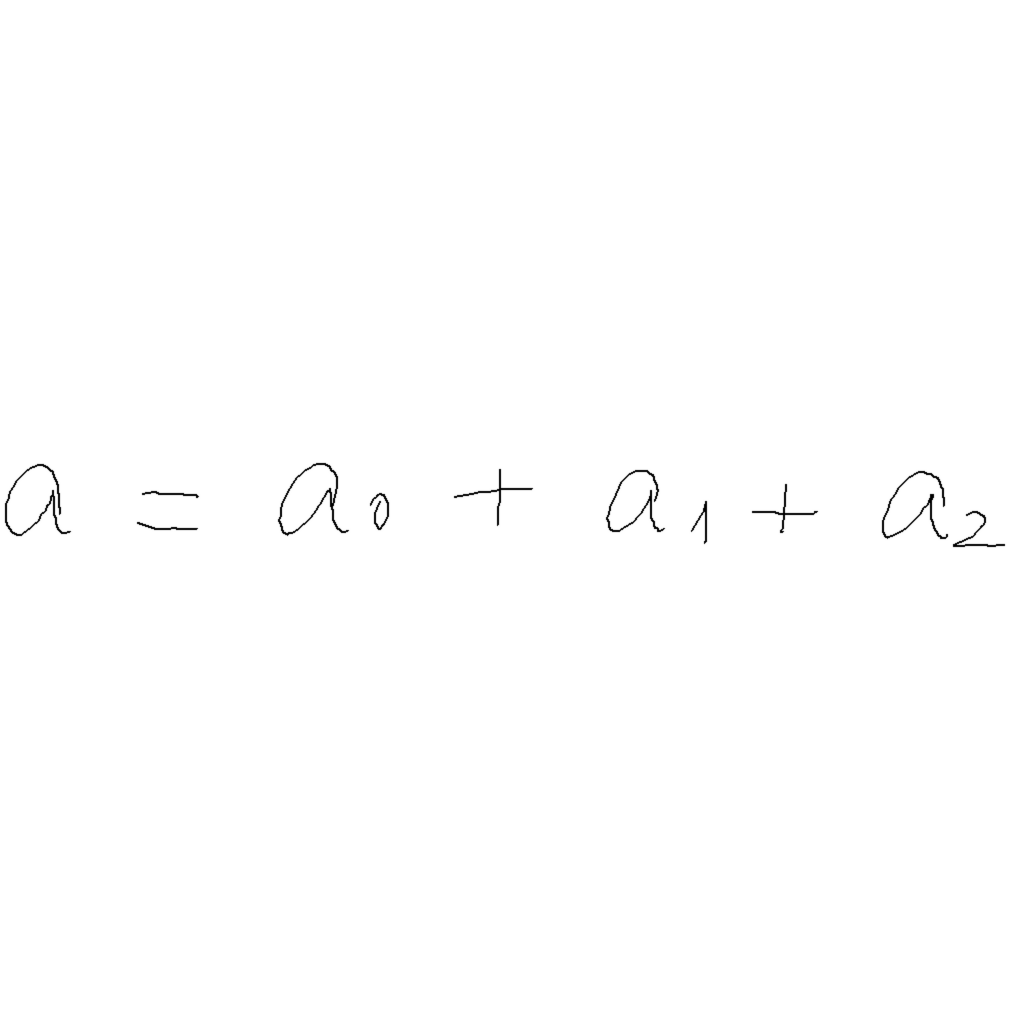 a = a₀ + a₁ + a₂